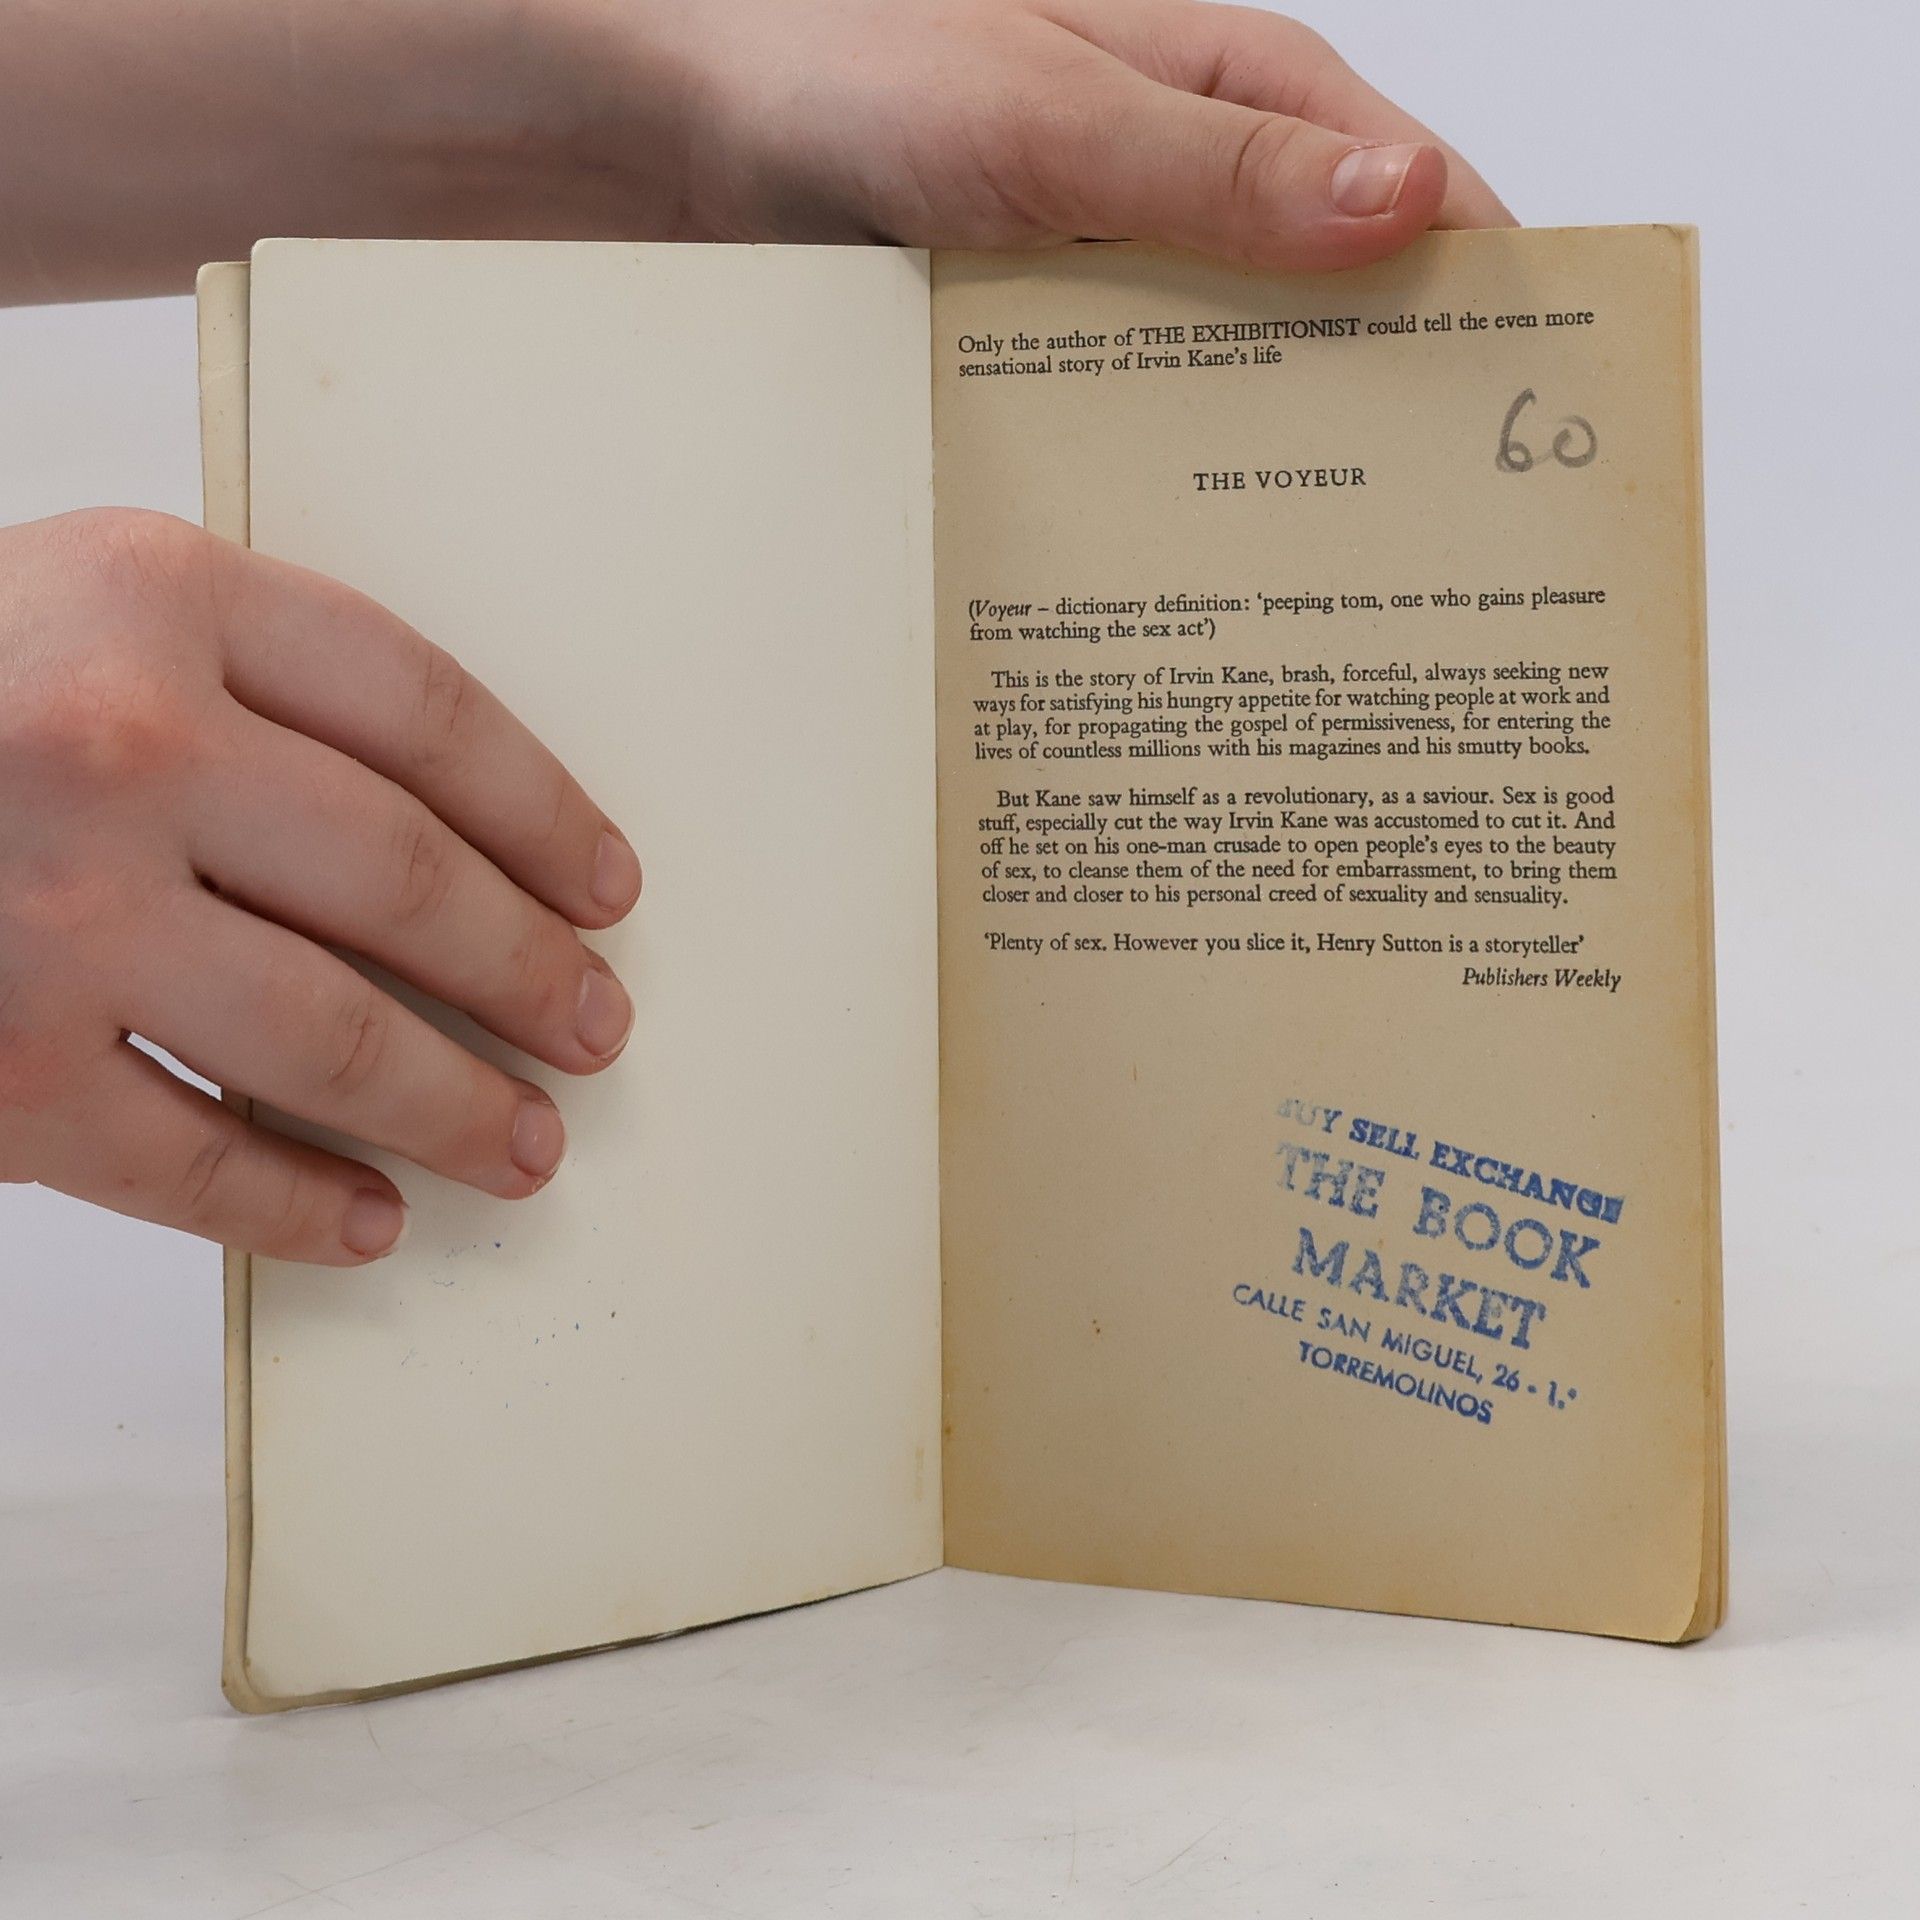 Only the author of THE EXHIBITIONIST could tell the even more
sensational story of Irvin Kane's life
60
THE VOYEUR
(Voyeur – dictionary definition: 'peeping tom, one who gains pleasure
from watching the sex act')
This is the story of Irvin Kane, brash, forceful, always seeking new
ways for satisfying his hungry appetite for watching people at work and
at play, for propagating the gospel of permissiveness, for entering the
lives of countless millions with his magazines and his smutty books.
But Kane saw himself as a revolutionary, as a saviour. Sex is good
stuff, especially cut the way Irvin Kane was accustomed to cut it. And
off he set on his one-man crusade to open people's eyes to the beauty
of sex, to cleanse them of the need for embarrassment, to bring them
closer and closer to his personal creed of sexuality and sensuality.
'Plenty of sex. However you slice it, Henry Sutton is a storyteller'
Publishers Weekly
BUY SELL EXCHANGE
THE BOOK
MARKET
CALLE SAN MIGUEL, 26 - 1.º
TORREMOLINOS